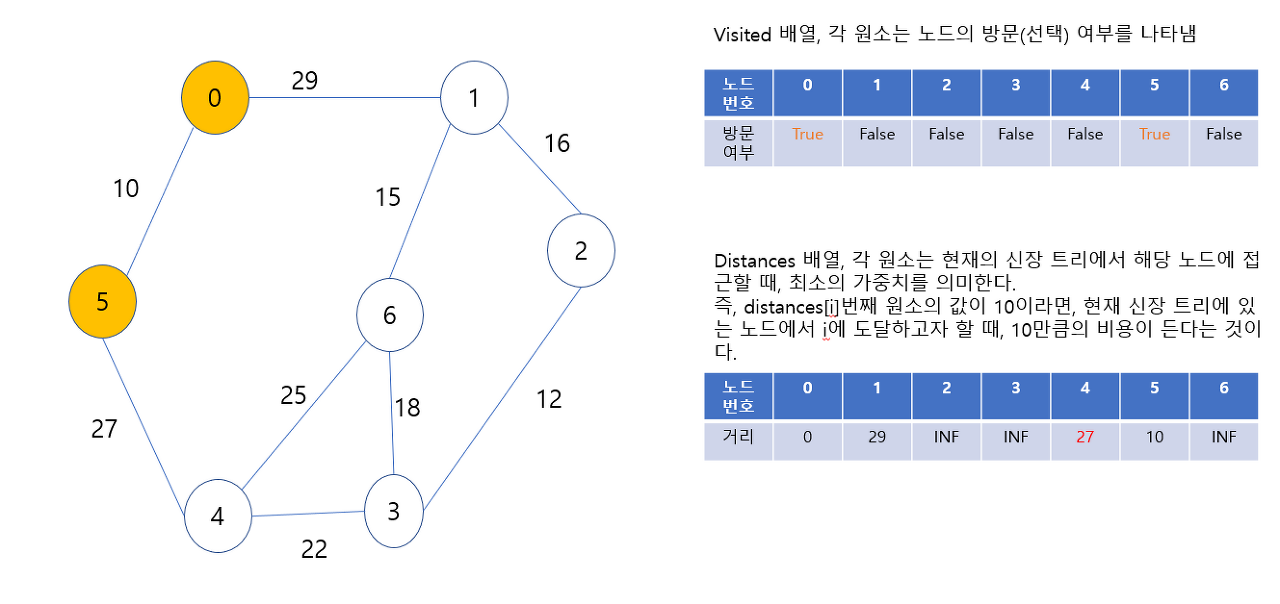 Visited 배열, 각 원소는 노드의 방문(선택) 여부를 나타냄
노드 번호 0 1 2 3 4 5 6
방문 여부 True False False False False True False
Distances 배열, 각 원소는 현재의 신장 트리에서 해당 노드에 접
근할 때, 최소의 가중치를 의미한다.
즉, distances[i]번째 원소의 값이 10이라면, 현재 신장 트리에 있
는 노드에서 i에 도달하고자 할 때, 10만큼의 비용이 든다는 것이
다.
노드 번호 0 1 2 3 4 5 6
거리 0 29 INF INF 27 10 INF
29
0
1
16
10
15
2
5
6
25
18
12
27
4
3
22